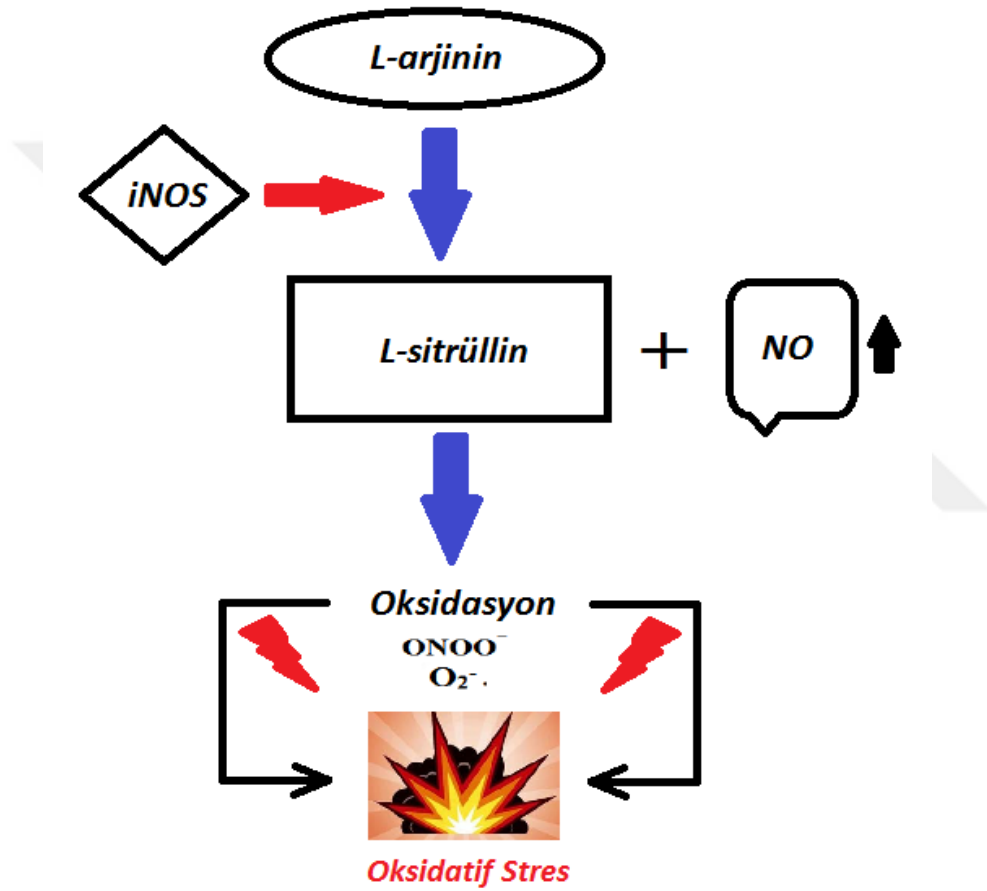 L-arjinin
iNOS
L-sitrüllin + NO
Oksidasyon
ONOO⁻
O₂⁻ .
Oksidatif Stres